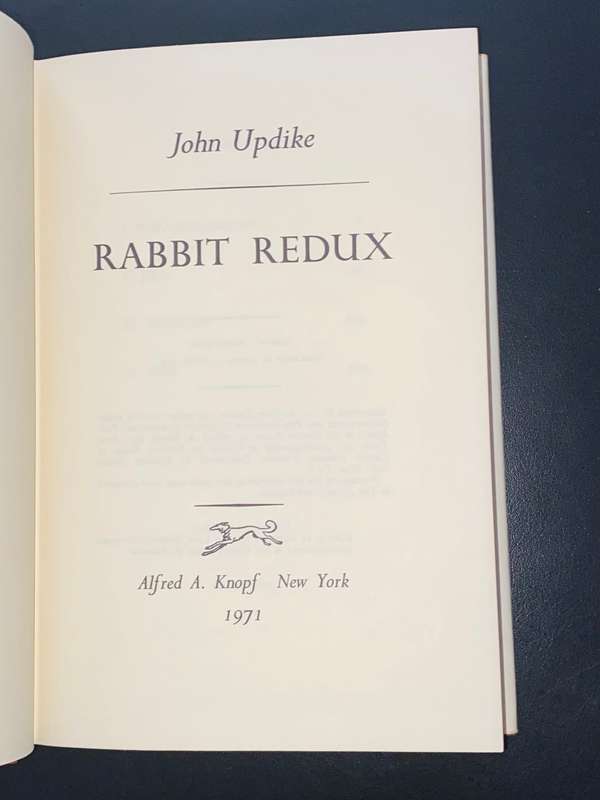 John Updike
RABBIT REDUX
Alfred A. Knopf New York
1971